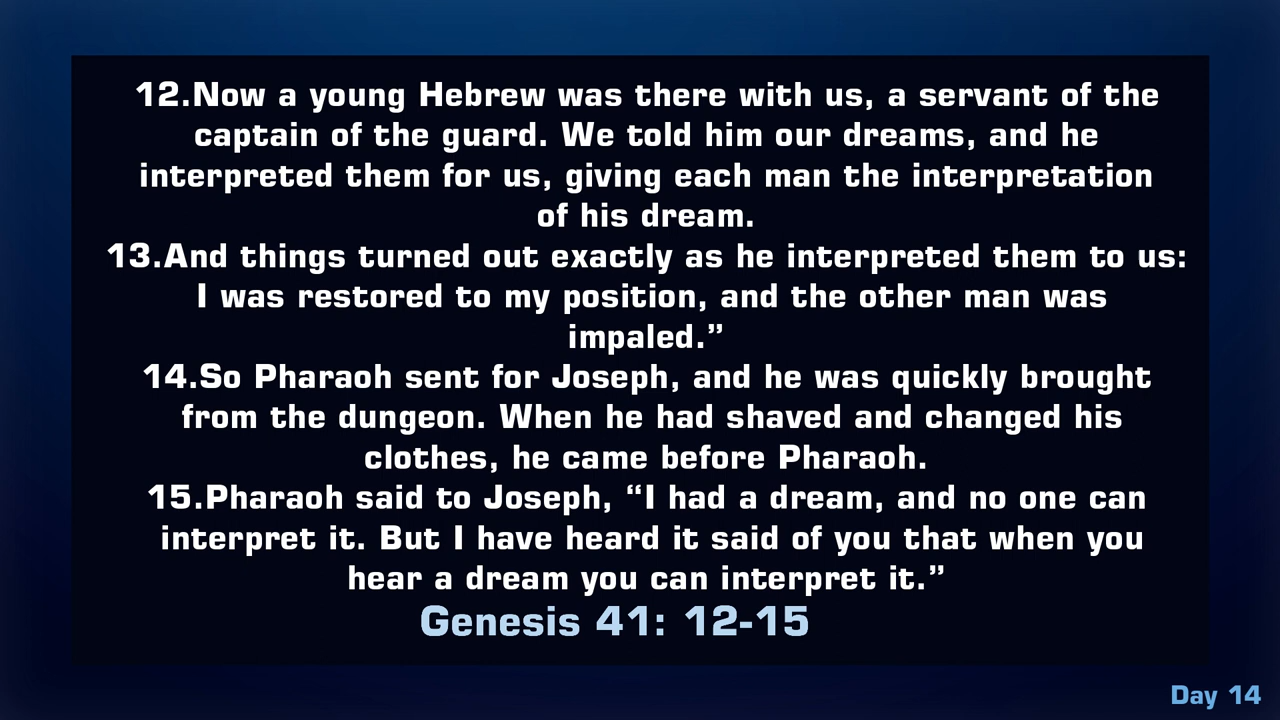 12.Now a young Hebrew was there with us, a servant of the
captain of the guard. We told him our dreams, and he
interpreted them for us, giving each man the interpretation
of his dream.
13.And things turned out exactly as he interpreted them to us:
I was restored to my position, and the other man was
impaled.”
14.So Pharaoh sent for Joseph, and he was quickly brought
from the dungeon. When he had shaved and changed his
clothes, he came before Pharaoh.
15.Pharaoh said to Joseph, “I had a dream, and no one can
interpret it. But I have heard it said of you that when you
hear a dream you can interpret it.”
Genesis 41: 12-15
Day 14